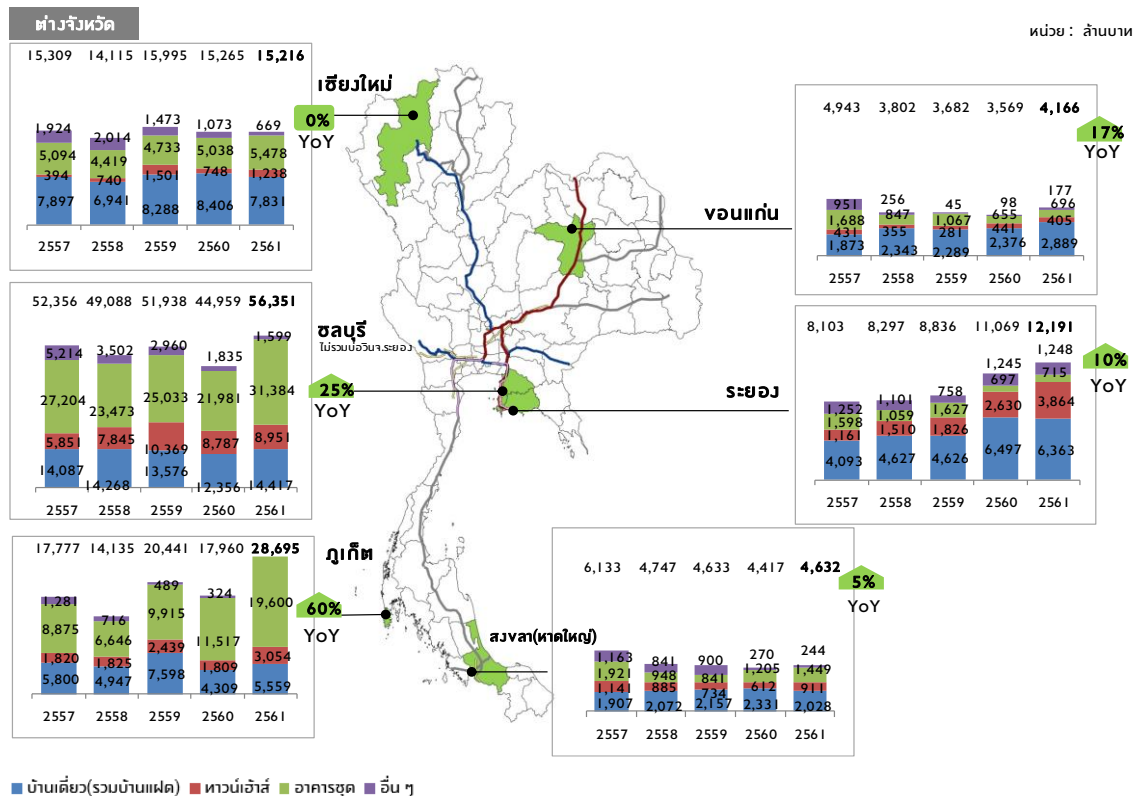 ต่างจังหวัด
หน่วย : ล้านบาท
15,309 14,115 15,995 15,265 15,216
1,924 2,014 1,473 1,073 669
5,094 4,419 4,733 5,038 5,478
394 740 1,501 748 1,238
7,897 6,941 8,288 8,406 7,831
2557 2558 2559 2560 2561
เชียงใหม่
0%
YoY
4,943 3,802 3,682 3,569 4,166
951 256 45 98 177
1,688 847 1,067 655 696
431 355 281 441 405
1,873 2,343 2,289 2,376 2,889
2557 2558 2559 2560 2561
17%
YoY
ขอนแก่น
52,356 49,088 51,938 44,959 56,351
5,214 3,502 2,960 1,835 1,599
27,204 23,473 25,033 21,981 31,384
5,851 7,845 10,369 8,787 8,951
14,087 14,268 13,576 12,356 14,417
2557 2558 2559 2560 2561
ชลบุรี
ไม่รวมบ่อวินจ.ระยอง
25%
YoY
8,103 8,297 8,836 11,069 12,191
1,252 1,101 758 1,245 1,248
1,598 1,059 1,627 697 715
1,161 1,510 1,826 2,630 3,864
4,093 4,627 4,626 6,497 6,363
2557 2558 2559 2560 2561
10%
YoY
ระยอง
17,777 14,135 20,441 17,960 28,695
1,281 716 489 324
8,875 6,646 9,915 11,517 19,600
1,820 1,825 2,439 1,809 3,054
5,800 4,947 7,598 4,309 5,559
2557 2558 2559 2560 2561
ภูเก็ต
60%
YoY
6,133 4,747 4,633 4,417 4,632
1,163 841 900 270 244
1,921 948 841 1,205 1,449
1,141 885 734 612 911
1,907 2,072 2,157 2,331 2,028
2557 2558 2559 2560 2561
5%
YoY
สงขลา(หาดใหญ่)
บ้านเดี่ยว(รวมบ้านแฝด) ทาวน์เฮ้าส์ อาคารชุด อื่น ๆ